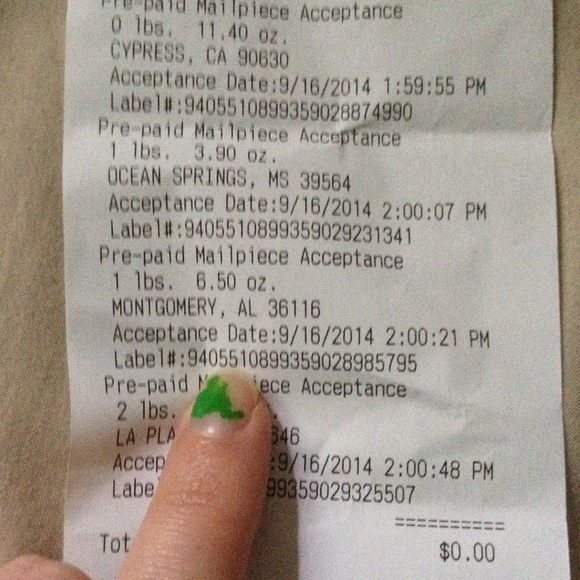 Pre-paid Mailpiece Acceptance
0 lbs. 11.40 oz.
CYPRESS, CA 90630
Acceptance Date:9/16/2014 1:59:55 PM
Label#:9405510899359028874990
Pre-paid Mailpiece Acceptance
1 lbs. 3.90 oz.
OCEAN SPRINGS, MS 39564
Acceptance Date:9/16/2014 2:00:07 PM
Label#:9405510899359029231341
Pre-paid Mailpiece Acceptance
1 lbs. 6.50 oz.
MONTGOMERY, AL 36116
Acceptance Date:9/16/2014 2:00:21 PM
Label#:9405510899359028985795
Pre-paid M iece Acceptance
2 lbs.
LA PLA 646
Accep :9/16/2014 2:00:48 PM
Labe 99359029325507
==========
Tot $0.00